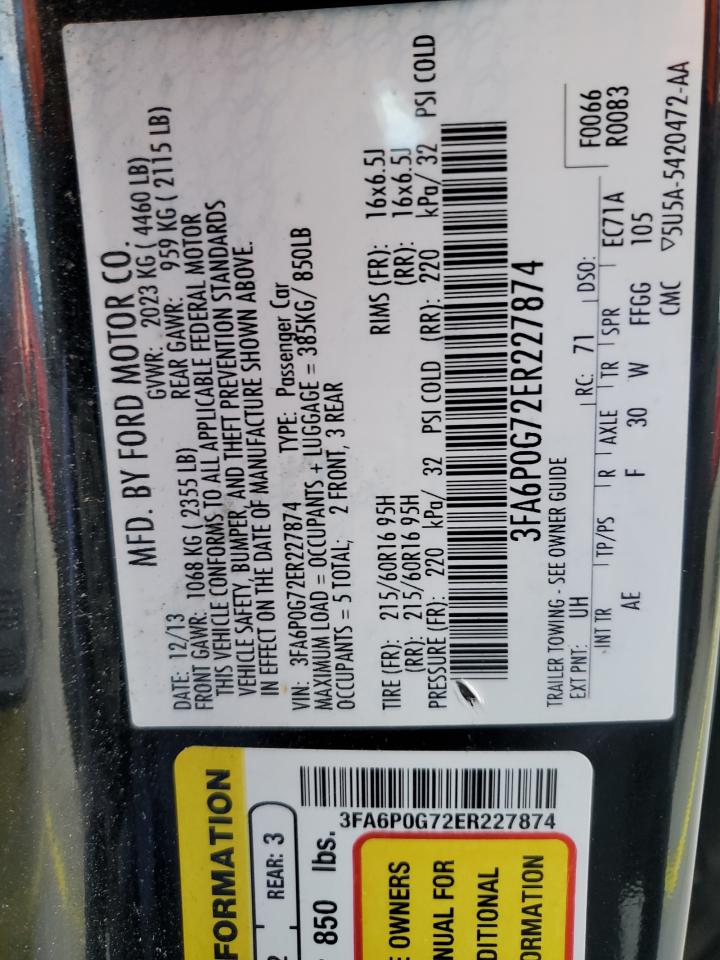 MFD. BY FORD MOTOR CO.
DATE: 12/13 GVWR: 2023 KG ( 4460 LB)
FRONT GAWR: 1068 KG ( 2355 LB) REAR GAWR: 959 KG ( 2115 LB)
THIS VEHICLE CONFORMS TO ALL APPLICABLE FEDERAL MOTOR
VEHICLE SAFETY, BUMPER, AND THEFT PREVENTION STANDARDS
IN EFFECT ON THE DATE OF MANUFACTURE SHOWN ABOVE.
VIN: 3FA6P0G72ER227874 TYPE: Passenger Car
MAXIMUM LOAD = OCCUPANTS + LUGGAGE = 385KG/ 850LB
OCCUPANTS = 5 TOTAL; 2 FRONT, 3 REAR
TIRE (FR): 215/60R16 95H RIMS (FR): 16x6.5J
(RR): 215/60R16 95H (RR): 16x6.5J
PRESSURE (FR): 220 kPa/ 32 PSI COLD (RR): 220 kPa/ 32 PSI COLD
3FA6P0G72ER227874
TRAILER TOWING - SEE OWNER GUIDE F0066
R0083
EXT PNT: UH RC: 71 DSO:
INT TR TP/PS R AXLE TR SPR EC71A
AE F 30 W FFGG 105
CMC ▽5U5A-5420472-AA
FORMATION
REAR: 3
850 lbs.
3FA6P0G72ER227874
E OWNERS
NUAL FOR
DITIONAL
ORMATION